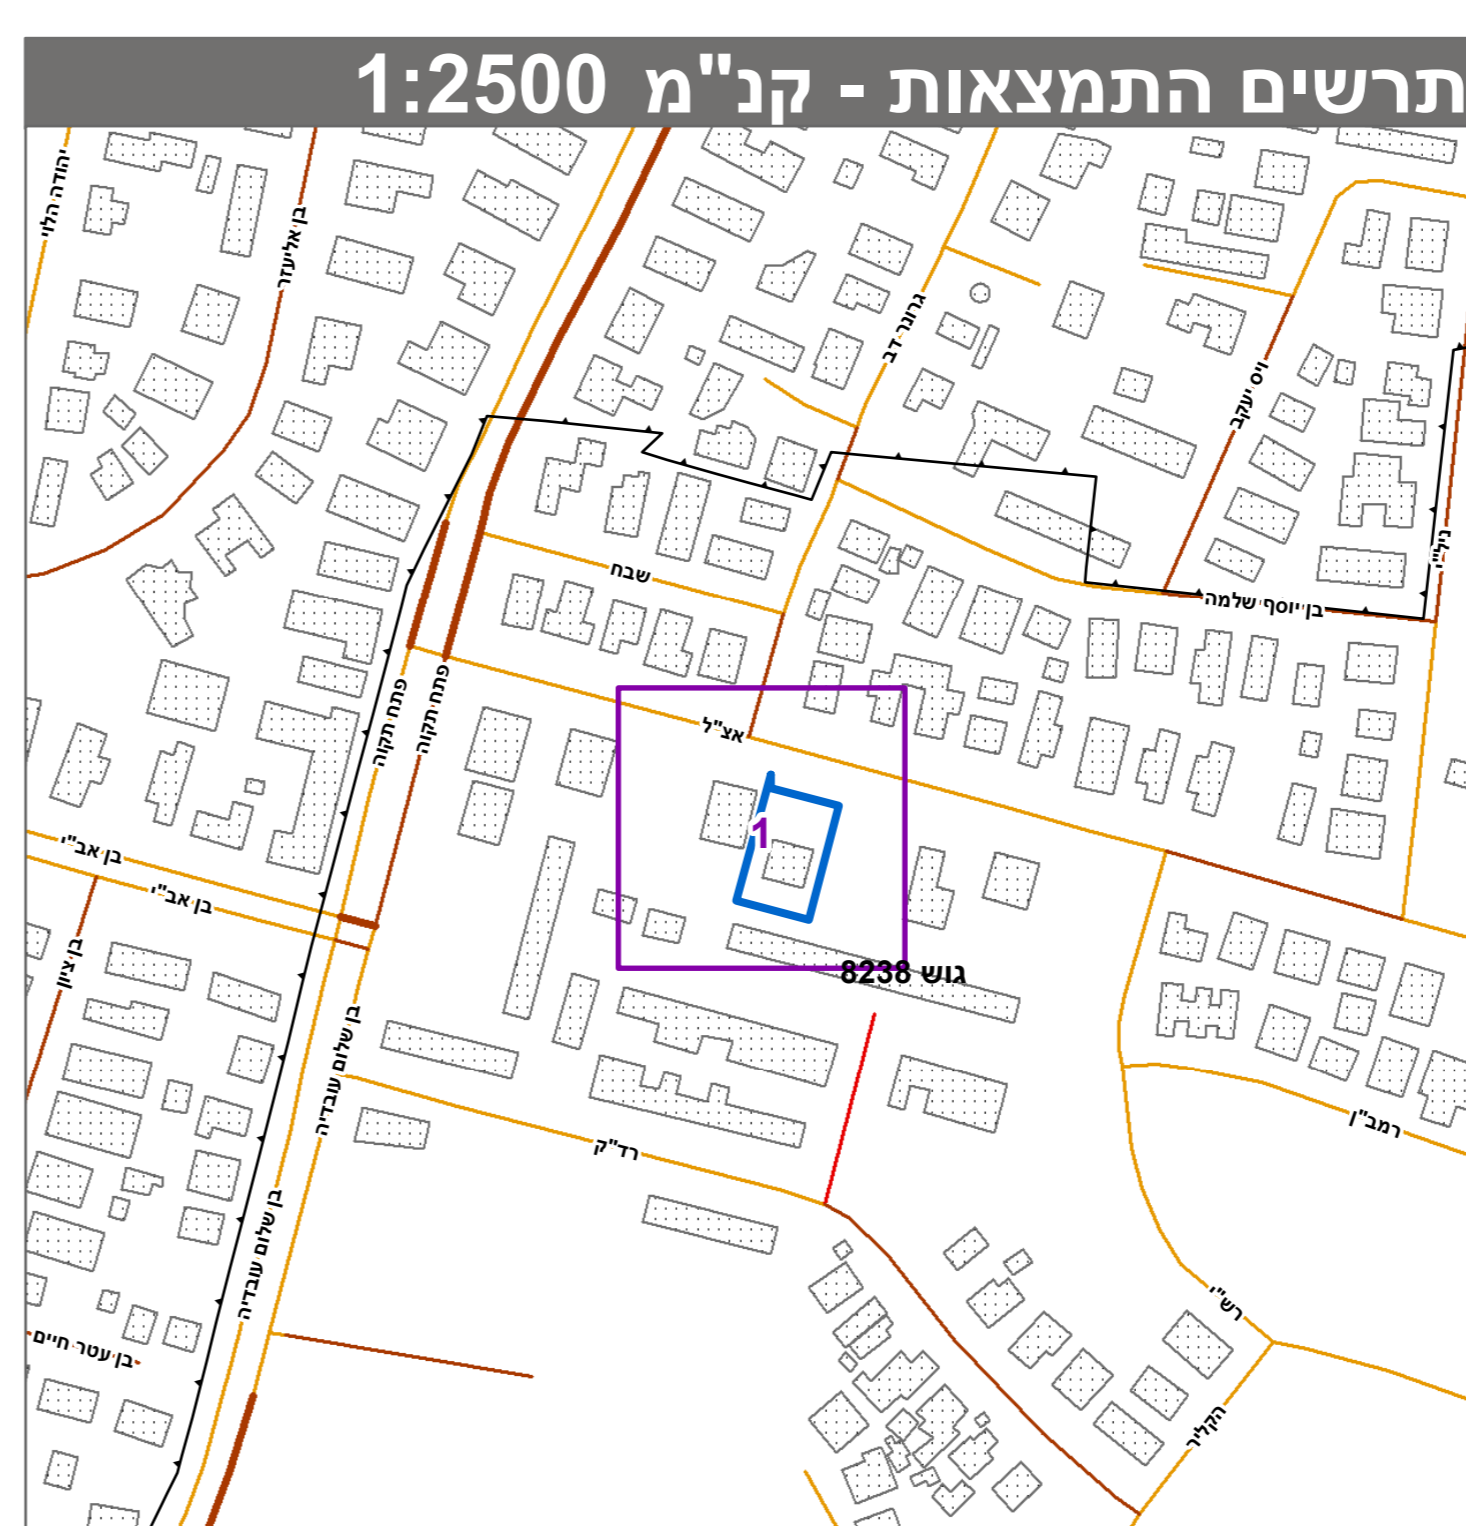 תרשים התמצאות - קנ"מ 1:2500
יהודה הלוי
בן אליעזר
גרונר דב
ויס יעקב
ניל"י
שבח
בן יוסף שלמה
פתח תקוה
פתח תקוה
אצ"ל
1
בן אב"י
בן אב"י
בן ציון
גוש 8238
בן שלום עובדיה
רד"ק
רמב"ן
בן שלום עובדיה
רש"י
בן עטר חיים
הקליר